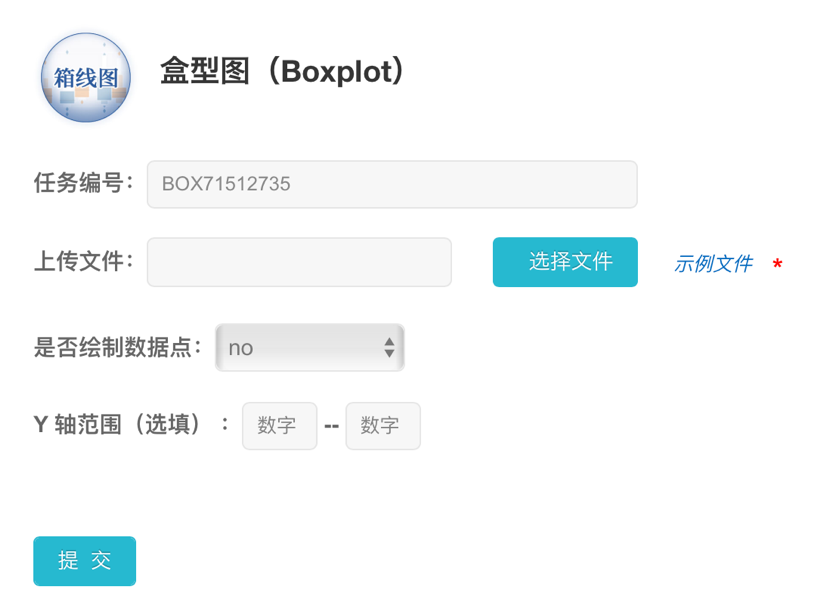 箱线图
盒型图（Boxplot）
任务编号： BOX71512735
上传文件： 选择文件 示例文件 *
是否绘制数据点： no
Y 轴范围（选填）： 数字 -- 数字
提 交